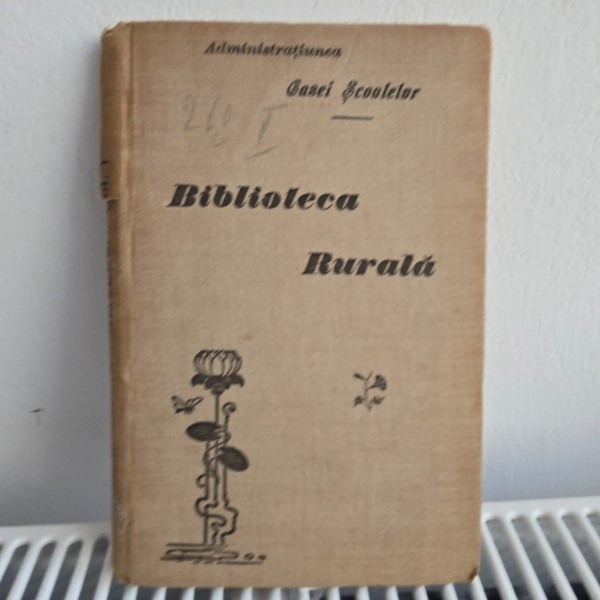 Administrațiunea
Casei Școalelor
Biblioteca
Rurală